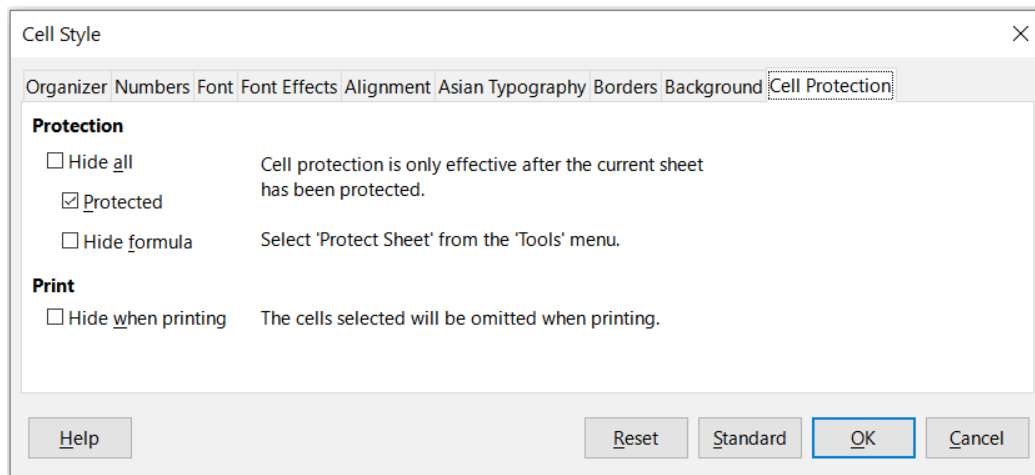 Cell Style
Organizer Numbers Font Font Effects Alignment Asian Typography Borders Background Cell Protection
Protection
Hide all
Cell protection is only effective after the current sheet
has been protected.
Protected
Hide formula
Select 'Protect Sheet' from the 'Tools' menu.
Print
Hide when printing
The cells selected will be omitted when printing.
Help
Reset
Standard
OK
Cancel